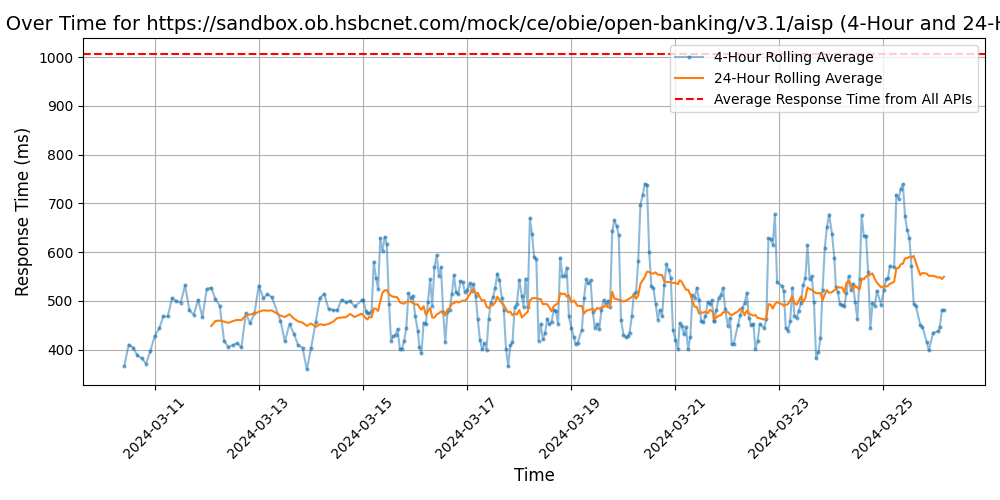 Over Time for https://sandbox.ob.hsbcnet.com/mock/ce/obie/open-banking/v3.1/aisp (4-Hour and 24-H
4-Hour Rolling Average
24-Hour Rolling Average
Average Response Time from All APIs
Response Time (ms)
1000
900
800
700
600
500
400
2024-03-11
2024-03-13
2024-03-15
2024-03-17
2024-03-19
2024-03-21
2024-03-23
2024-03-25
Time